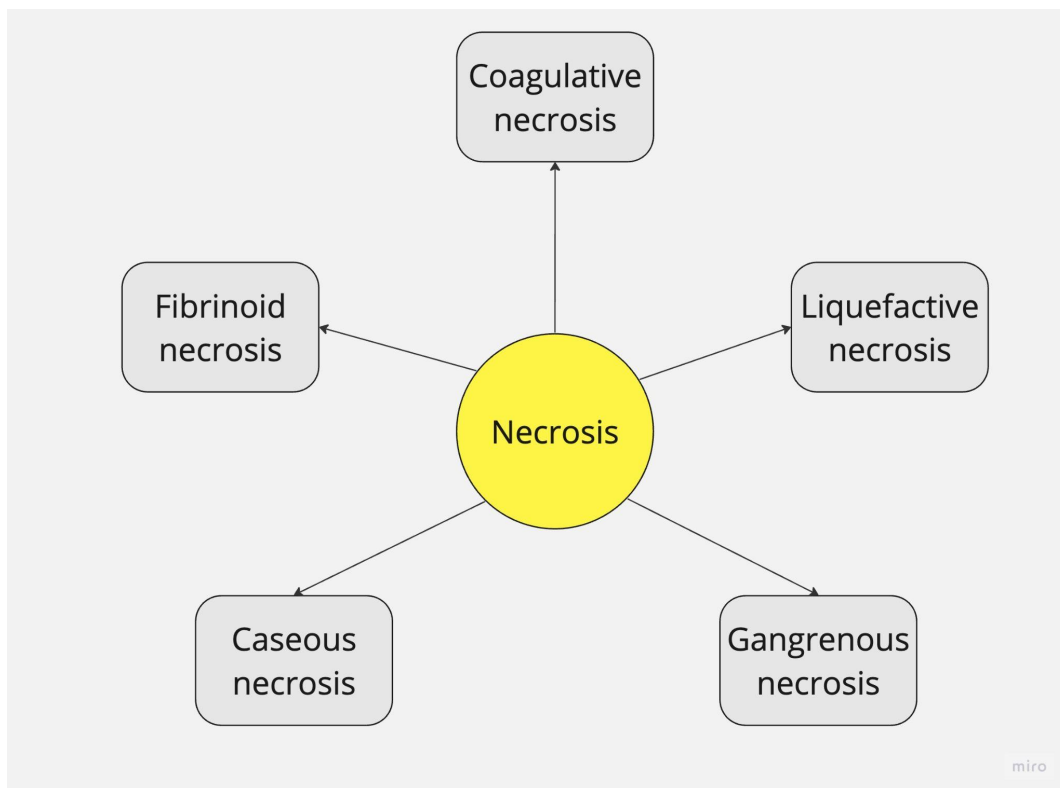 Coagulative
necrosis
Fibrinoid
necrosis
Liquefactive
necrosis
Necrosis
Caseous
necrosis
Gangrenous
necrosis
miro